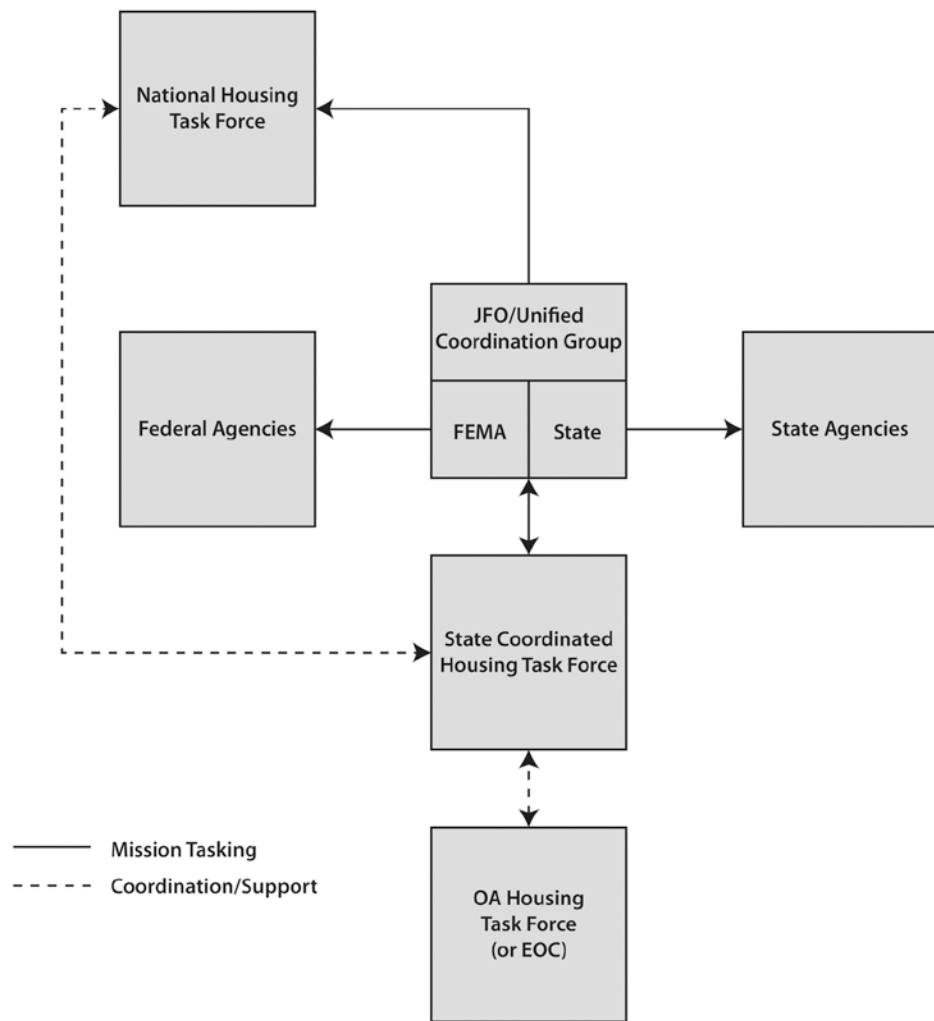 National Housing
Task Force
JFO/Unified
Coordination Group
Federal Agencies
FEMA
State
State Agencies
State Coordinated
Housing Task Force
Mission Tasking
Coordination/Support
OA Housing
Task Force
(or EOC)